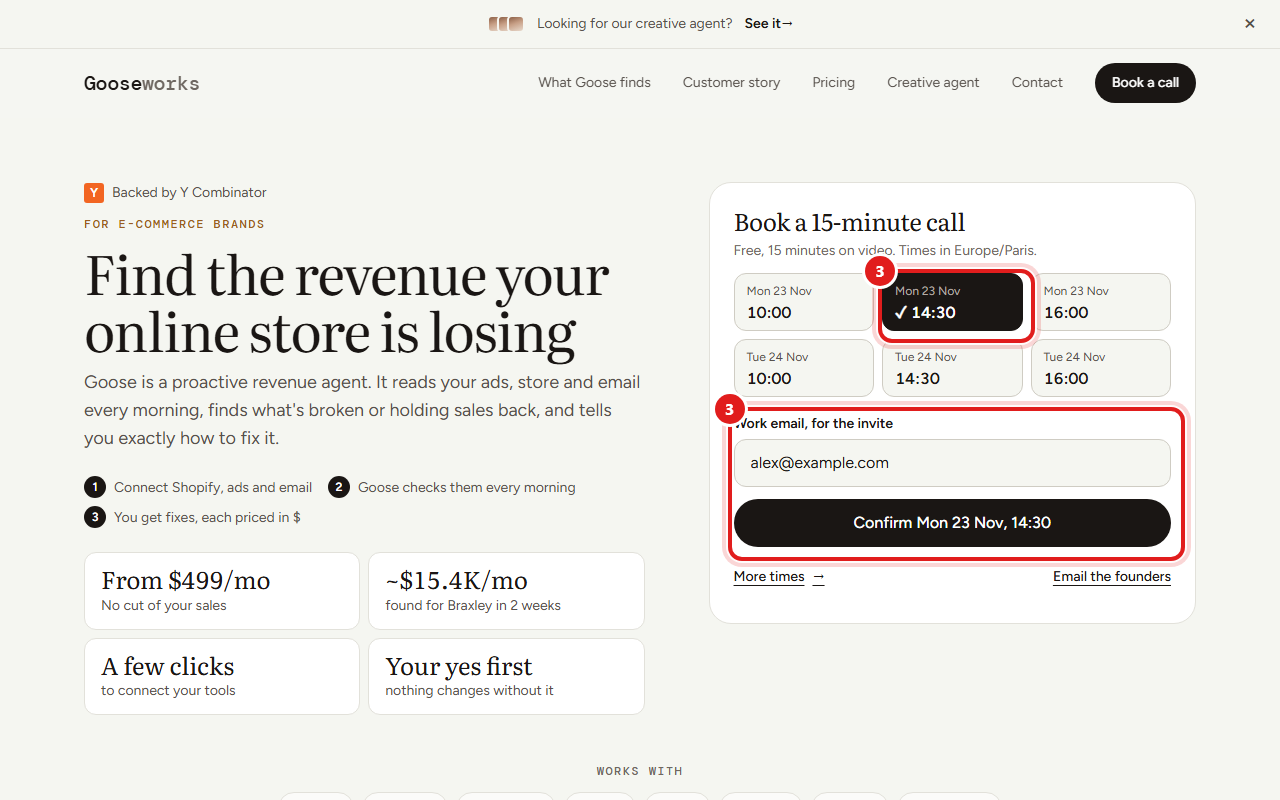 Looking for our creative agent? See it→ ✕
Gooseworks
What Goose finds
Customer story
Pricing
Creative agent
Contact
Book a call
Y Backed by Y Combinator
FOR E-COMMERCE BRANDS
Find the revenue your
online store is losing
Goose is a proactive revenue agent. It reads your ads, store and email
every morning, finds what's broken or holding sales back, and tells
you exactly how to fix it.
1 Connect Shopify, ads and email
2 Goose checks them every morning
3 You get fixes, each priced in $
From $499/mo
No cut of your sales
~$15.4K/mo
found for Braxley in 2 weeks
A few clicks
to connect your tools
Your yes first
nothing changes without it
Book a 15-minute call
Free, 15 minutes on video. Times in Europe/Paris.
Mon 23 Nov
10:00
3
Mon 23 Nov
✓ 14:30
Mon 23 Nov
16:00
Tue 24 Nov
10:00
Tue 24 Nov
14:30
Tue 24 Nov
16:00
3
Work email, for the invite
alex@example.com
Confirm Mon 23 Nov, 14:30
More times →
Email the founders
WORKS WITH